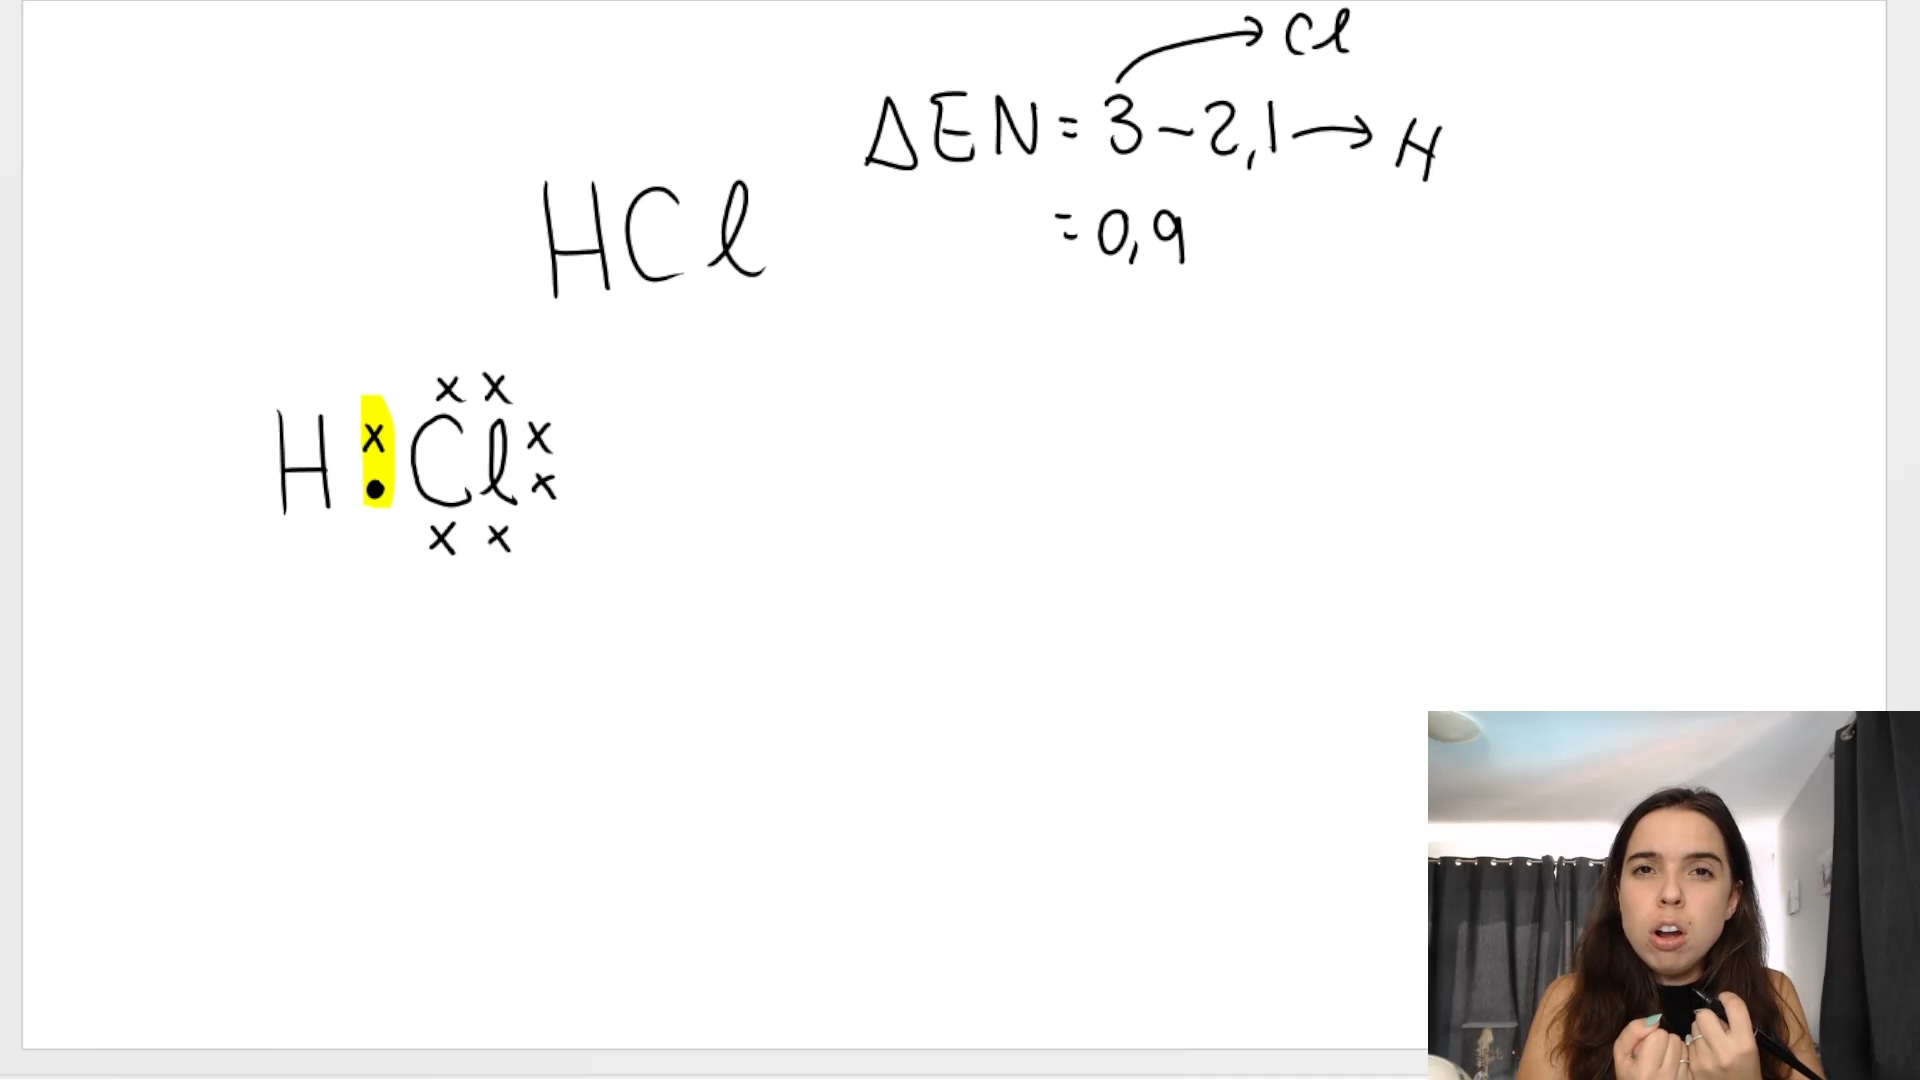 Cl
ΔEN = 3 - 2,1 → H
HCl
= 0,9
x x
H x Cl x
• x
x x